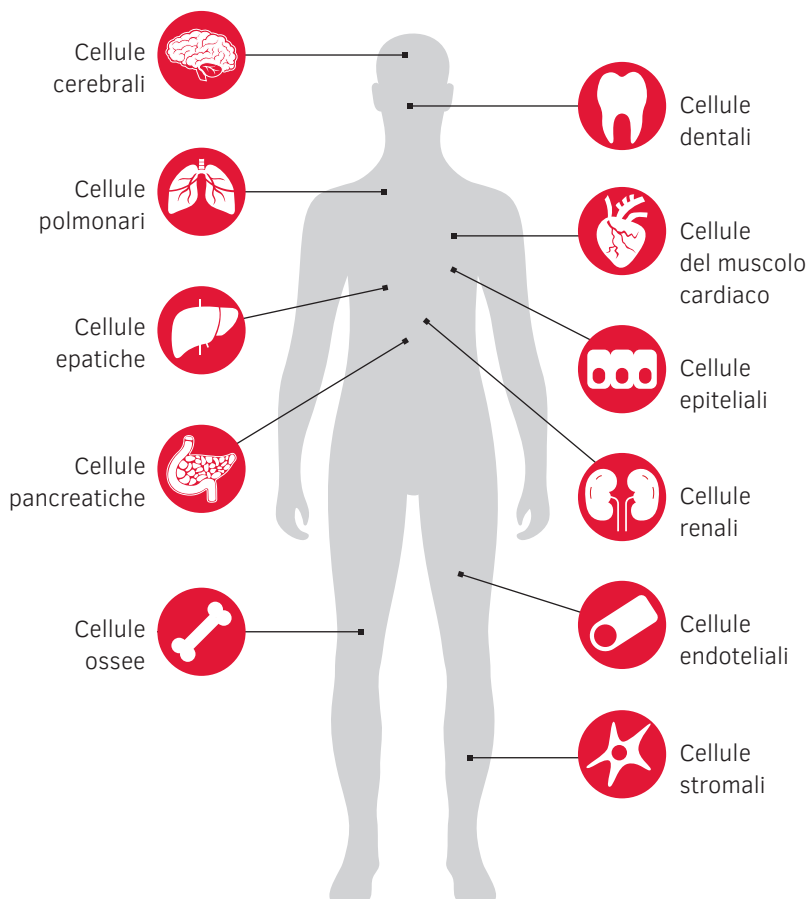 Cellule
cerebrali
Cellule
polmonari
Cellule
epatiche
Cellule
pancreatiche
Cellule
ossee
Cellule
dentali
Cellule
del muscolo
cardiaco
Cellule
epiteliali
Cellule
renali
Cellule
endoteliali
Cellule
stromali